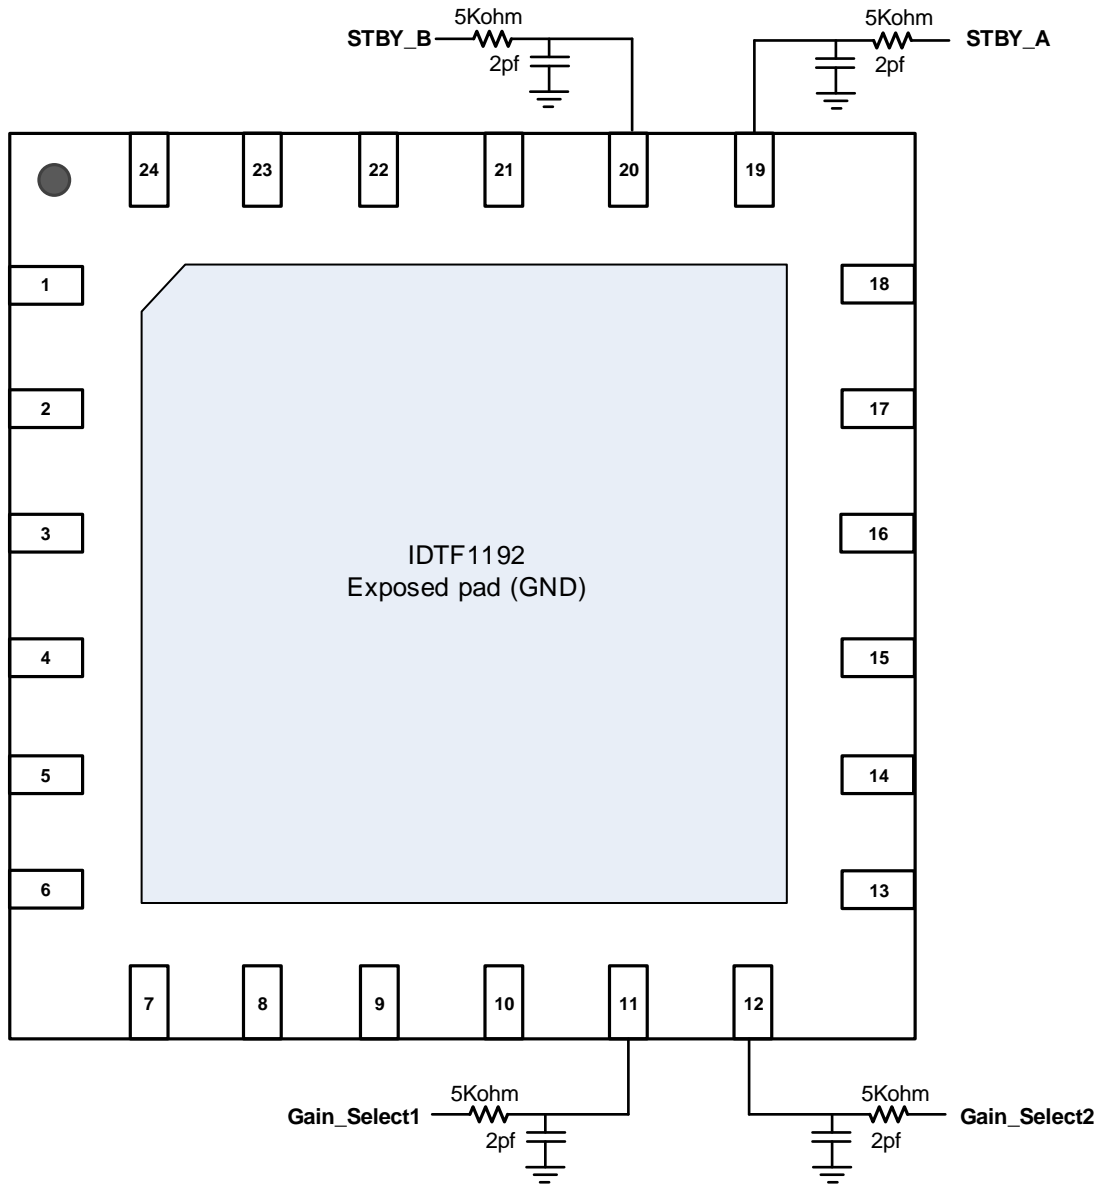 5Kohm
STBY_B
2pf
5Kohm
STBY_A
2pf
24
23
22
21
20
19
1
2
3
4
5
6
18
17
16
15
14
13
IDTF1192
Exposed pad (GND)
7
8
9
10
11
12
5Kohm
Gain_Select1
2pf
5Kohm
Gain_Select2
2pf